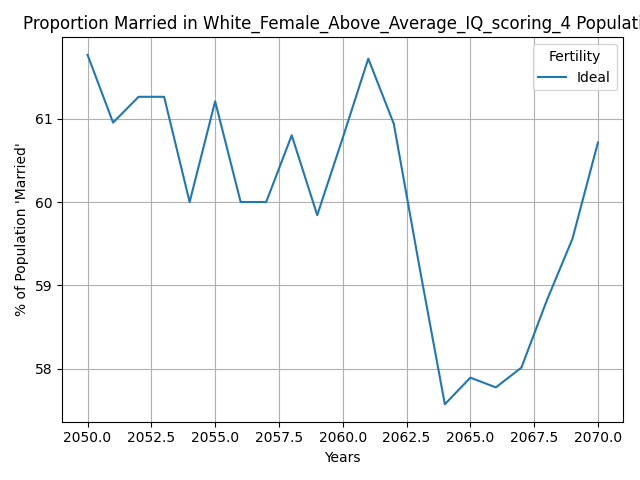 Proportion Married in White_Female_Above_Average_IQ_scoring_4 Populati
Fertility
Ideal
61
60
59
58
% of Population 'Married'
2050.0 2052.5 2055.0 2057.5 2060.0 2062.5 2065.0 2067.5 2070.0
Years